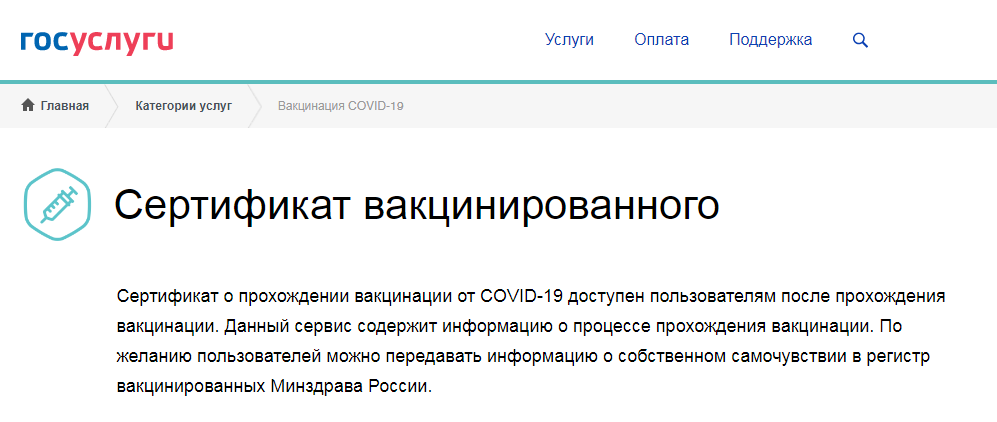 госуслуги
Услуги Оплата Поддержка
Главная Категории услуг Вакцинация COVID-19
Сертификат вакцинированного
Сертификат о прохождении вакцинации от COVID-19 доступен пользователям после прохождения
вакцинации. Данный сервис содержит информацию о процессе прохождения вакцинации. По
желанию пользователей можно передавать информацию о собственном самочувствии в регистр
вакцинированных Минздрава России.